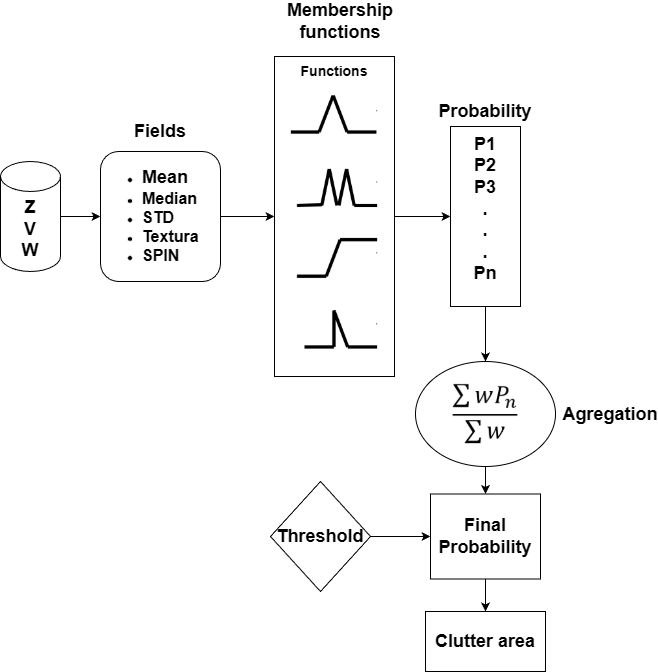 Membership
functions
Functions
Fields
Mean
Median
STD
Textura
SPIN
Z
V
W
Probability
P1
P2
P3
.
.
.
Pn
∑ wPₙ
∑ w
Agregation
Threshold
Final
Probability
Clutter area